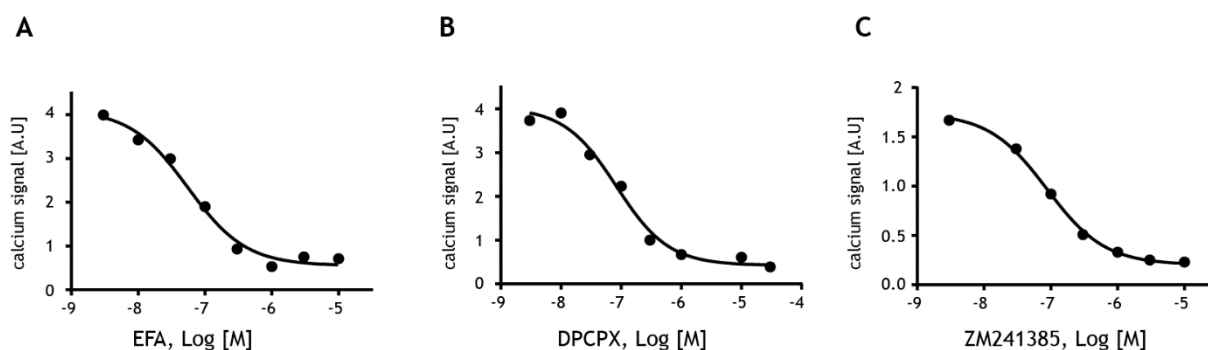 A
calcium signal [A.U]
4
3
2
1
0
-9 -8 -7 -6 -5
EFA, Log [M]
B
calcium signal [A.U]
4
3
2
1
0
-9 -8 -7 -6 -5 -4
DPCPX, Log [M]
C
calcium signal [A.U]
2
1.5
1.0
0.5
0.0
-9 -8 -7 -6 -5
ZM241385, Log [M]